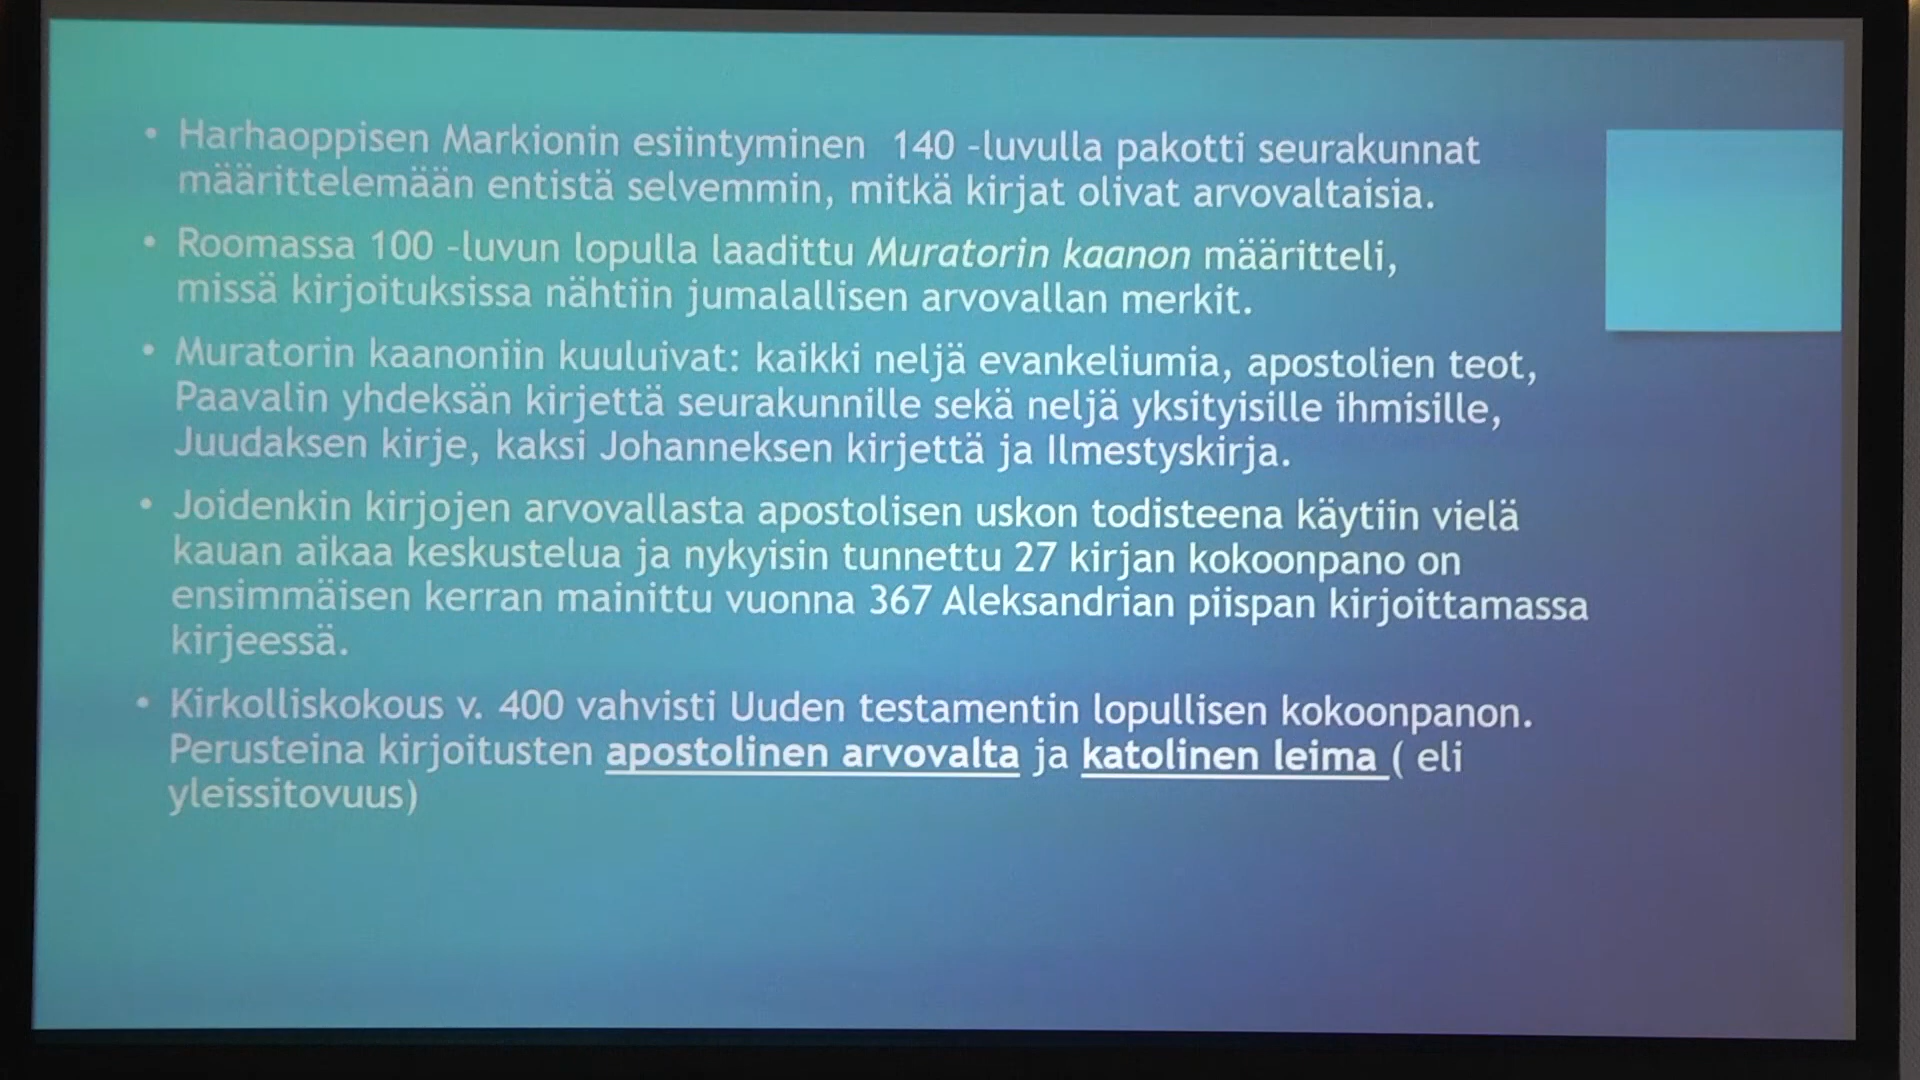 • Harhaoppisen Markionin esiintyminen 140 -luvulla pakotti seurakunnat
määrittelemään entistä selvemmin, mitkä kirjat olivat arvovaltaisia.
• Roomassa 100 -luvun lopulla laadittu Muratorin kaanon määritteli,
missä kirjoituksissa nähtiin jumalallisen arvovallan merkit.
• Muratorin kaanoniin kuuluivat: kaikki neljä evankeliumia, apostolien teot,
Paavalin yhdeksän kirjettä seurakunnille sekä neljä yksityisille ihmisille,
Juudaksen kirje, kaksi Johanneksen kirjettä ja Ilmestyskirja.
• Joidenkin kirjojen arvovallasta apostolisen uskon todisteena käytiin vielä
kauan aikaa keskustelua ja nykyisin tunnettu 27 kirjan kokoonpano on
ensimmäisen kerran mainittu vuonna 367 Aleksandrian piispan kirjoittamassa
kirjeessä.
• Kirkolliskokous v. 400 vahvisti Uuden testamentin lopullisen kokoonpanon.
Perusteina kirjoitusten apostolinen arvovalta ja katolinen leima ( eli
yleissitovuus)